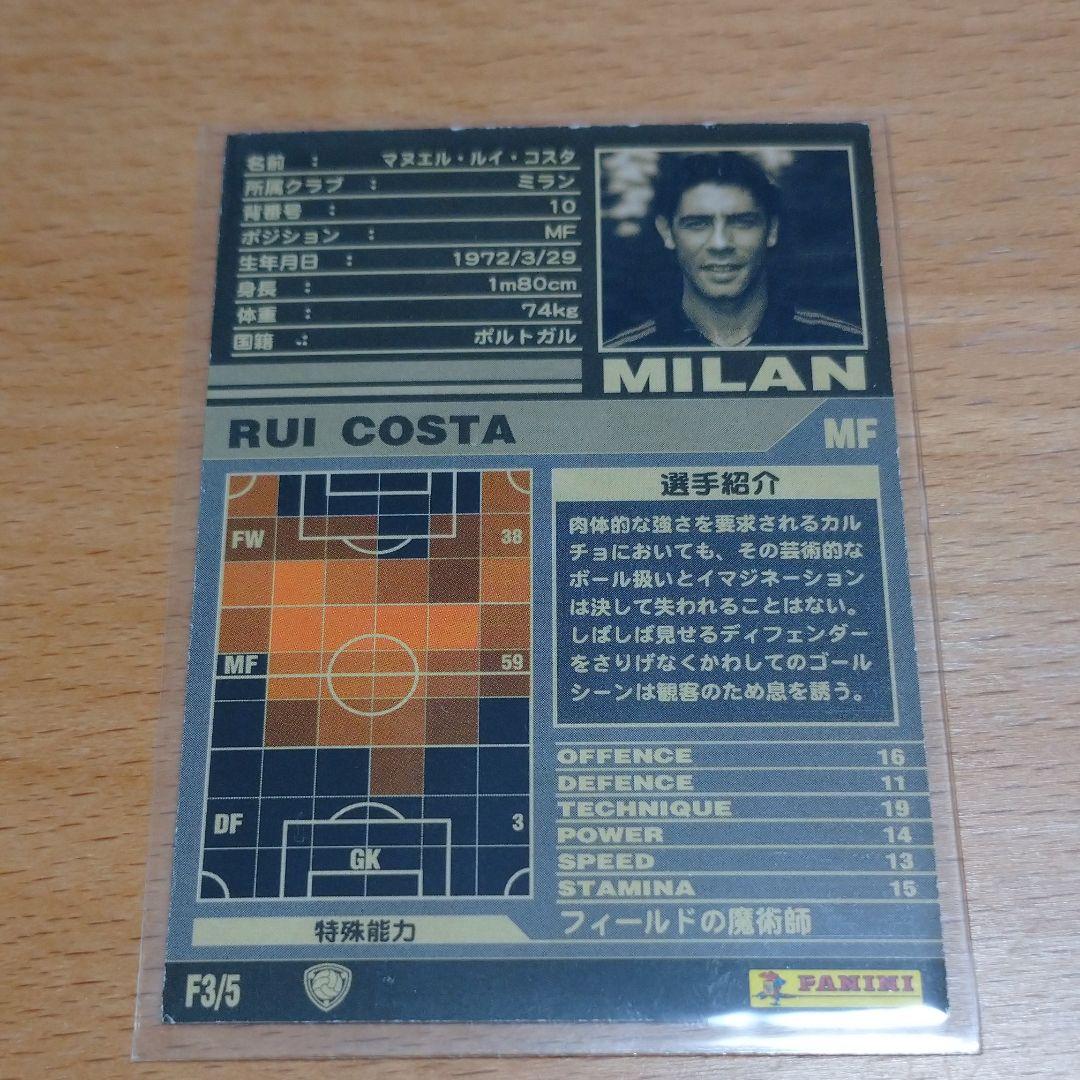 名前 : マヌエル・ルイ・コスタ
所属クラブ : ミラン
背番号 : 10
ポジション : MF
生年月日 : 1972/3/29
身長 : 1m80cm
体重 : 74kg
国籍 : ポルトガル
MILAN
RUI COSTA
MF
FW 38
MF 59
DF 3
GK
選手紹介
肉体的な強さを要求されるカル
チョにおいても、その芸術的な
ボール扱いとイマジネーション
は決して失われることはない。
しばしば見せるディフェンダー
をさりげなくかわしてのゴール
シーンは観客のため息を誘う。
OFFENCE 16
DEFENCE 11
TECHNIQUE 19
POWER 14
SPEED 13
STAMINA 15
特殊能力 フィールドの魔術師
F3/5
PANINI